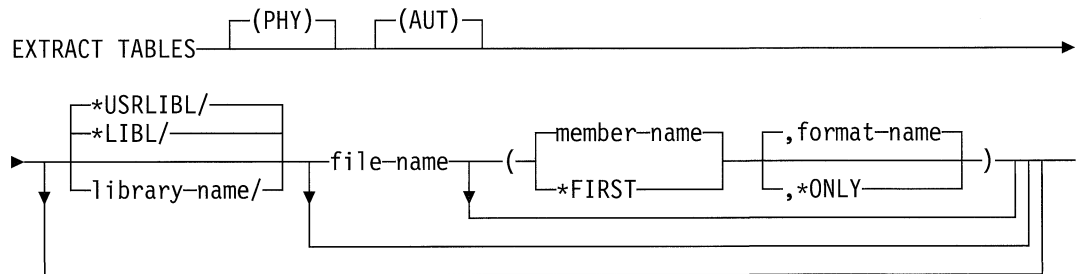 (PHY) (AUT)
EXTRACT TABLES
*USRLIBL/
*LIBL/ member-name ,format-name
file-name ( )
library-name/ *FIRST ,*ONLY